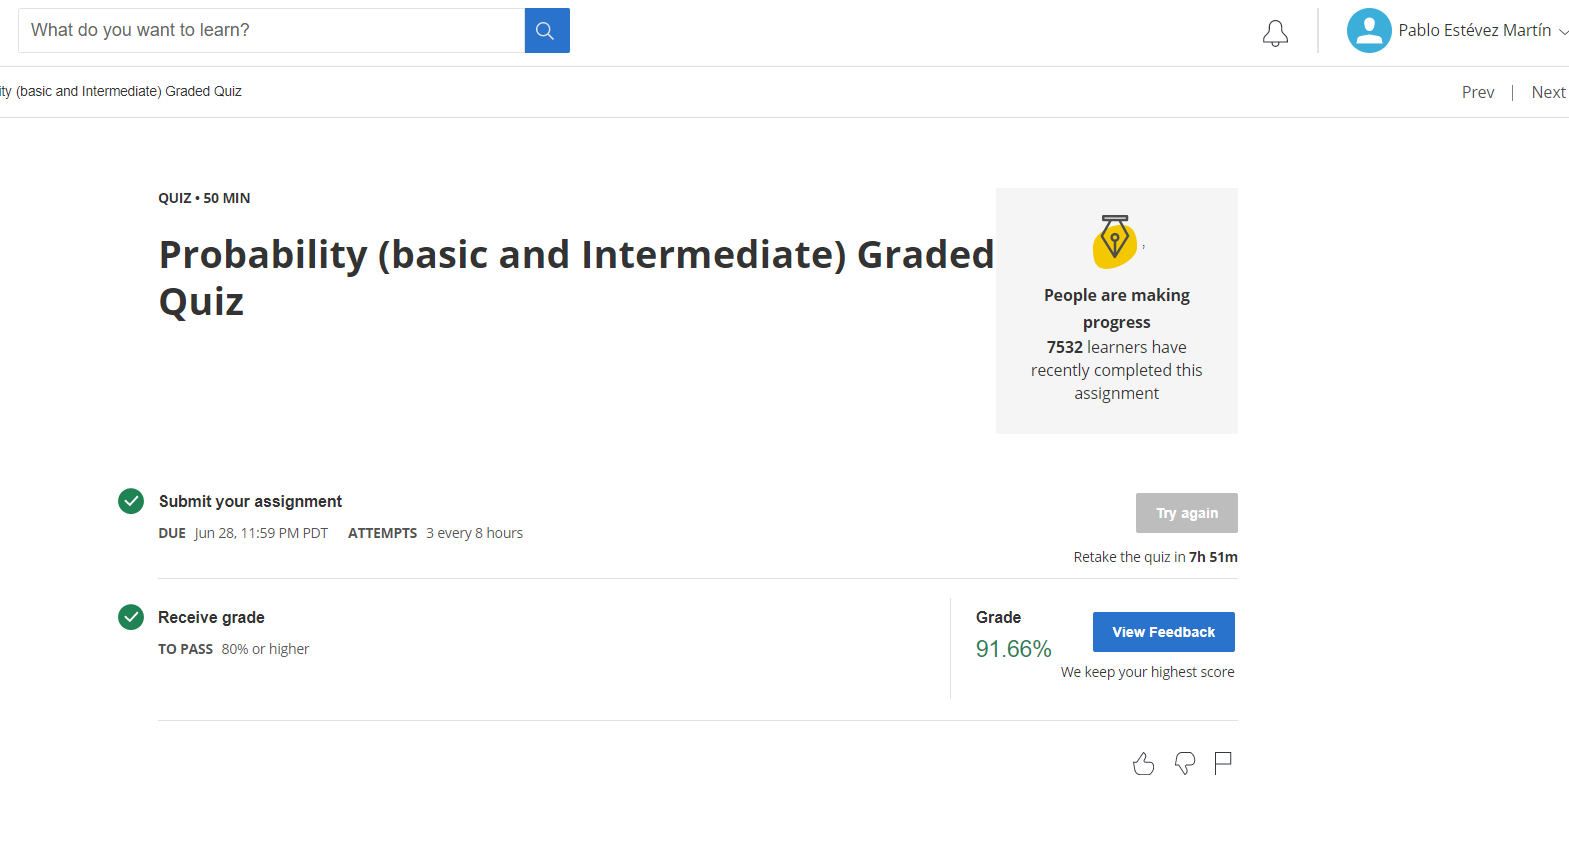 What do you want to learn?
Pablo Estévez Martín
ity (basic and Intermediate) Graded Quiz
Prev | Next
QUIZ • 50 MIN
Probability (basic and Intermediate) Graded
Quiz
,
People are making
progress
7532 learners have
recently completed this
assignment
Submit your assignment
DUE Jun 28, 11:59 PM PDT ATTEMPTS 3 every 8 hours
Try again
Retake the quiz in 7h 51m
Receive grade
TO PASS 80% or higher
Grade
91.66%
View Feedback
We keep your highest score